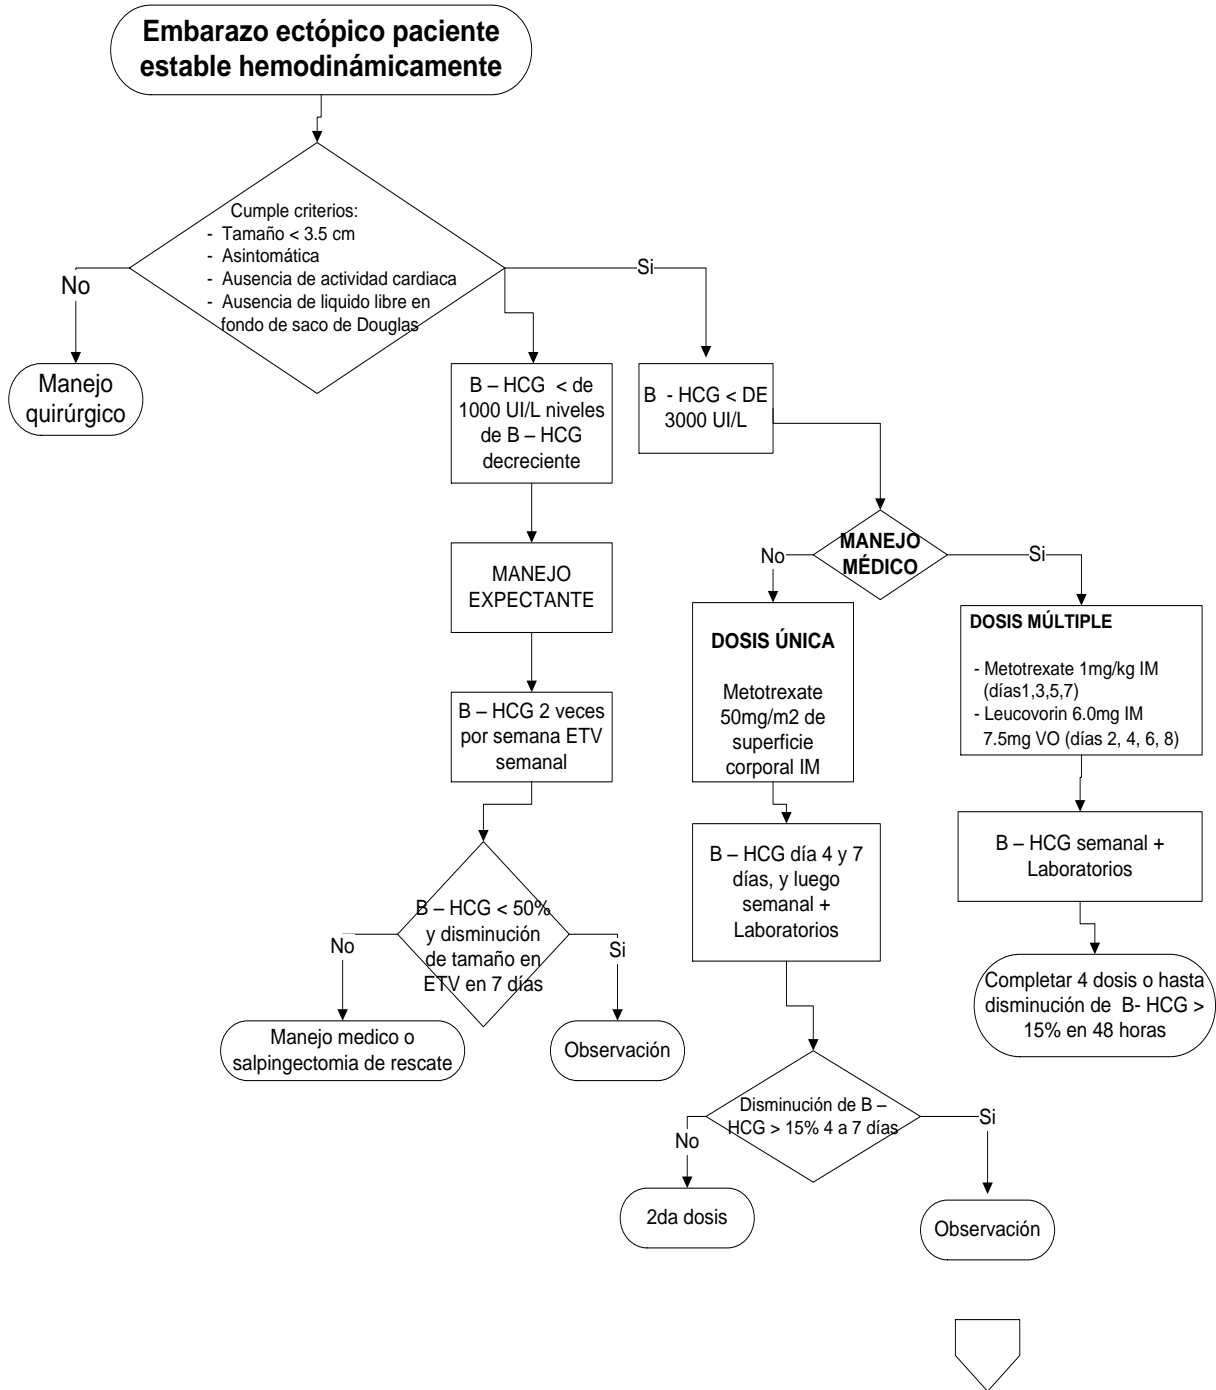 Embarazo ectópico paciente
estable hemodinámicamente
Cumple criterios:
- Tamaño < 3.5 cm
- Asintomática
- Ausencia de actividad cardiaca
- Ausencia de liquido libre en
fondo de saco de Douglas
No
Si
Manejo
quirúrgico
B – HCG < de
1000 UI/L niveles
de B – HCG
decreciente
B - HCG < DE
3000 UI/L
MANEJO
EXPECTANTE
MANEJO
MÉDICO
No
Si
B – HCG 2 veces
por semana ETV
semanal
DOSIS ÚNICA
Metotrexate
50mg/m2 de
superficie
corporal IM
DOSIS MÚLTIPLE
- Metotrexate 1mg/kg IM
(días1,3,5,7)
- Leucovorin 6.0mg IM
7.5mg VO (días 2, 4, 6, 8)
B – HCG < 50%
y disminución
de tamaño en
ETV en 7 días
No
Si
B – HCG día 4 y 7
días, y luego
semanal +
Laboratorios
B – HCG semanal +
Laboratorios
Manejo medico o
salpingectomia de rescate
Observación
Completar 4 dosis o hasta
disminución de B- HCG >
15% en 48 horas
Disminución de B –
HCG > 15% 4 a 7 días
No
Si
2da dosis
Observación